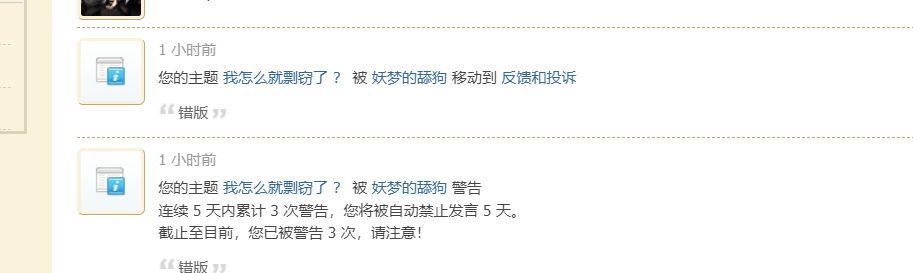 1 小时前
您的主题 我怎么就剽窃了？ 被 妖梦的舔狗 移动到 反馈和投诉
“错版”
1 小时前
您的主题 我怎么就剽窃了？ 被 妖梦的舔狗 警告
连续 5 天内累计 3 次警告，您将被自动禁止发言 5 天。
截止至目前，您已被警告 3 次，请注意！
“错版”